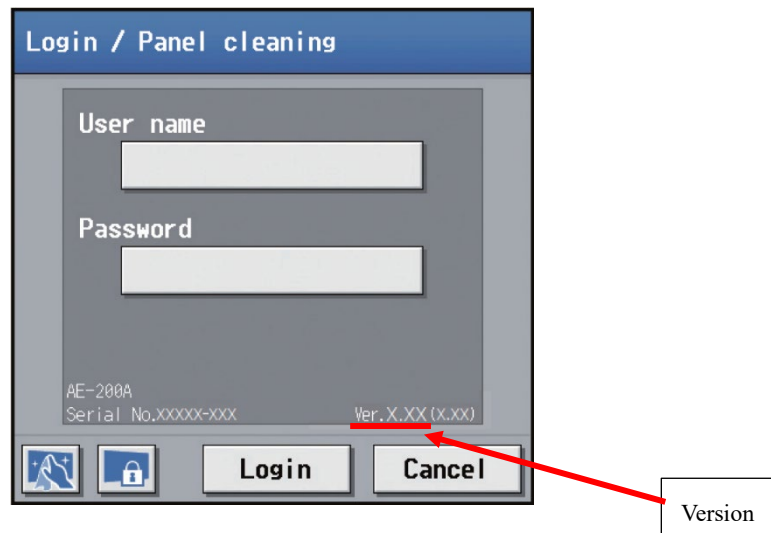 Login / Panel cleaning
User name
Password
AE-200A
Serial No.XXXXX-XXX Ver.X.XX(X.XX)
Login Cancel
Version